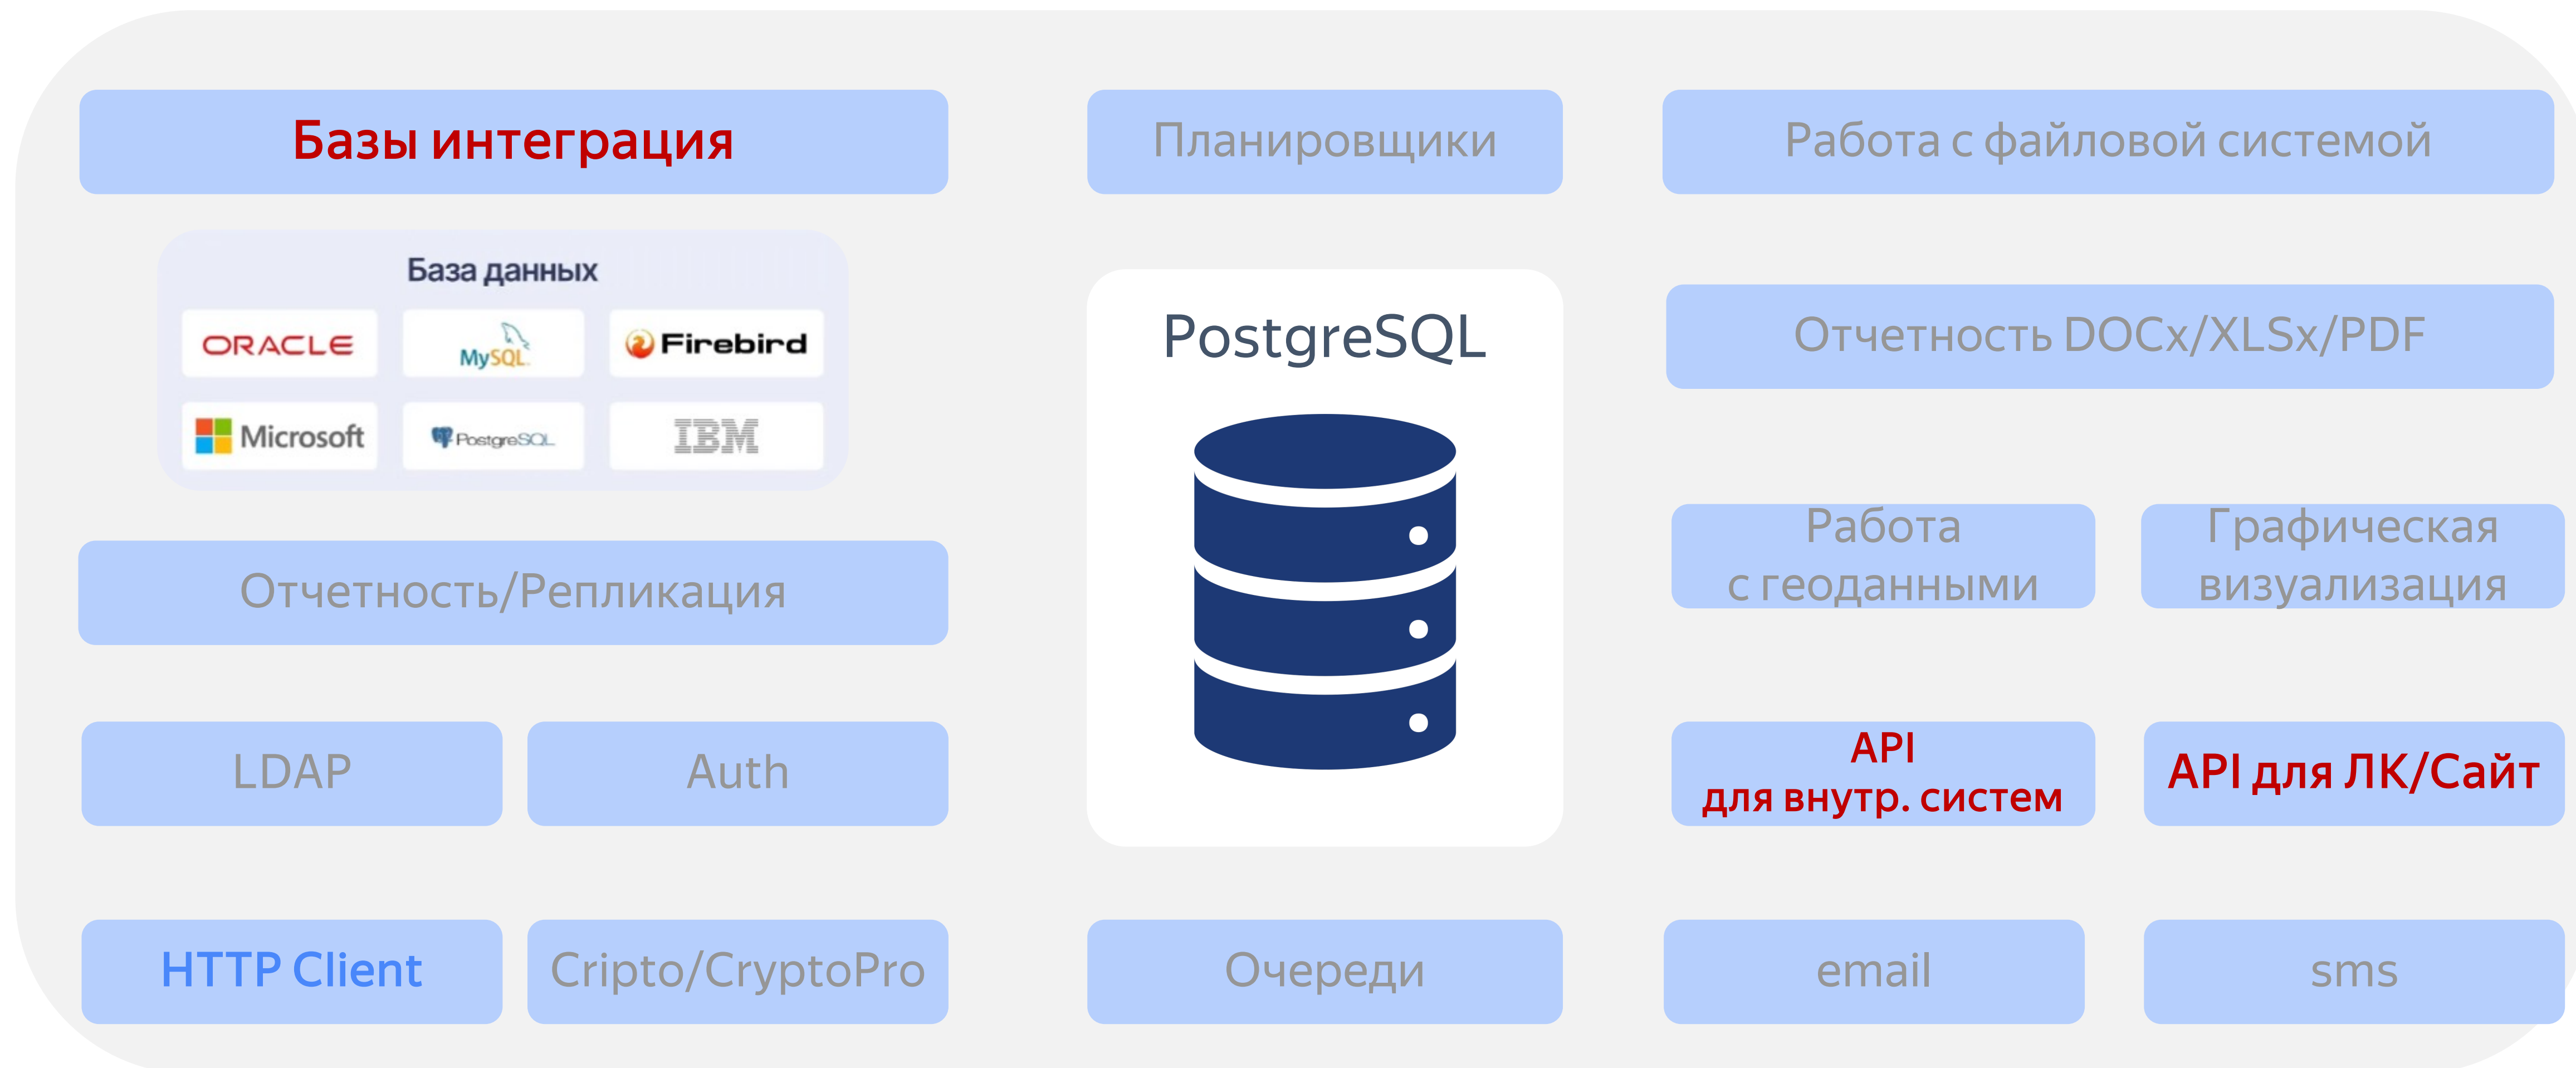 Базы интеграция
Планировщики
Работа с файловой системой
База данных
ORACLE
MySQL
Firebird
Microsoft
PostgreSQL
IBM
PostgreSQL
Отчетность DOCx/XLSx/PDF
Отчетность/Репликация
Работа
с геоданными
Графическая
визуализация
LDAP
Auth
API
для внутр. систем
API для ЛК/Сайт
HTTP Client
Cripto/CryptoPro
Очереди
email
sms